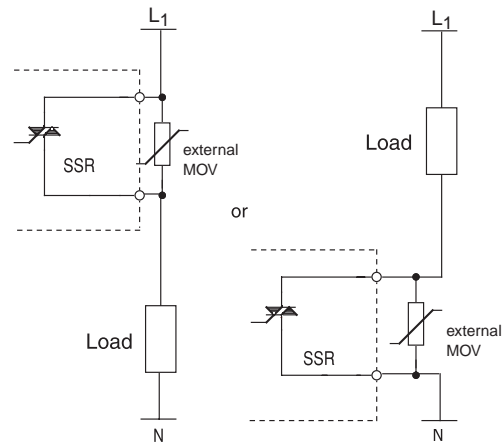 L1
SSR
external
MOV
Load
N
or
L1
Load
SSR
external
MOV
N